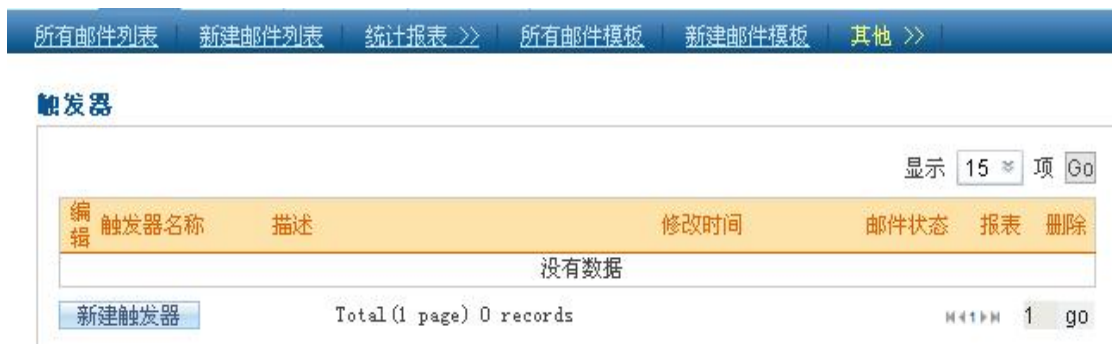 所有邮件列表 新建邮件列表 统计报表 >> 所有邮件模板 新建邮件模板 其他 >>
触发器
显示 15 项 Go
编辑 触发器名称 描述 修改时间 邮件状态 报表 删除
没有数据
新建触发器 Total(1 page) 0 records 1 1 go